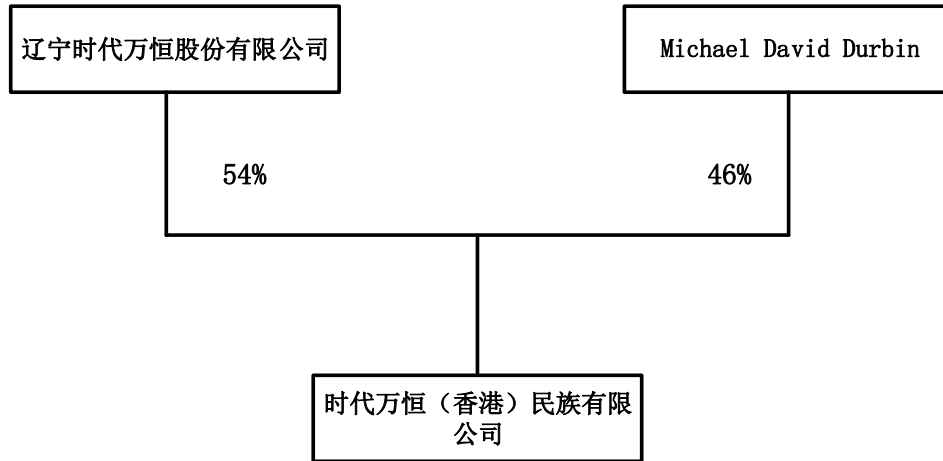 辽宁时代万恒股份有限公司
Michael David Durbin
54%
46%
时代万恒（香港）民族有限
公司